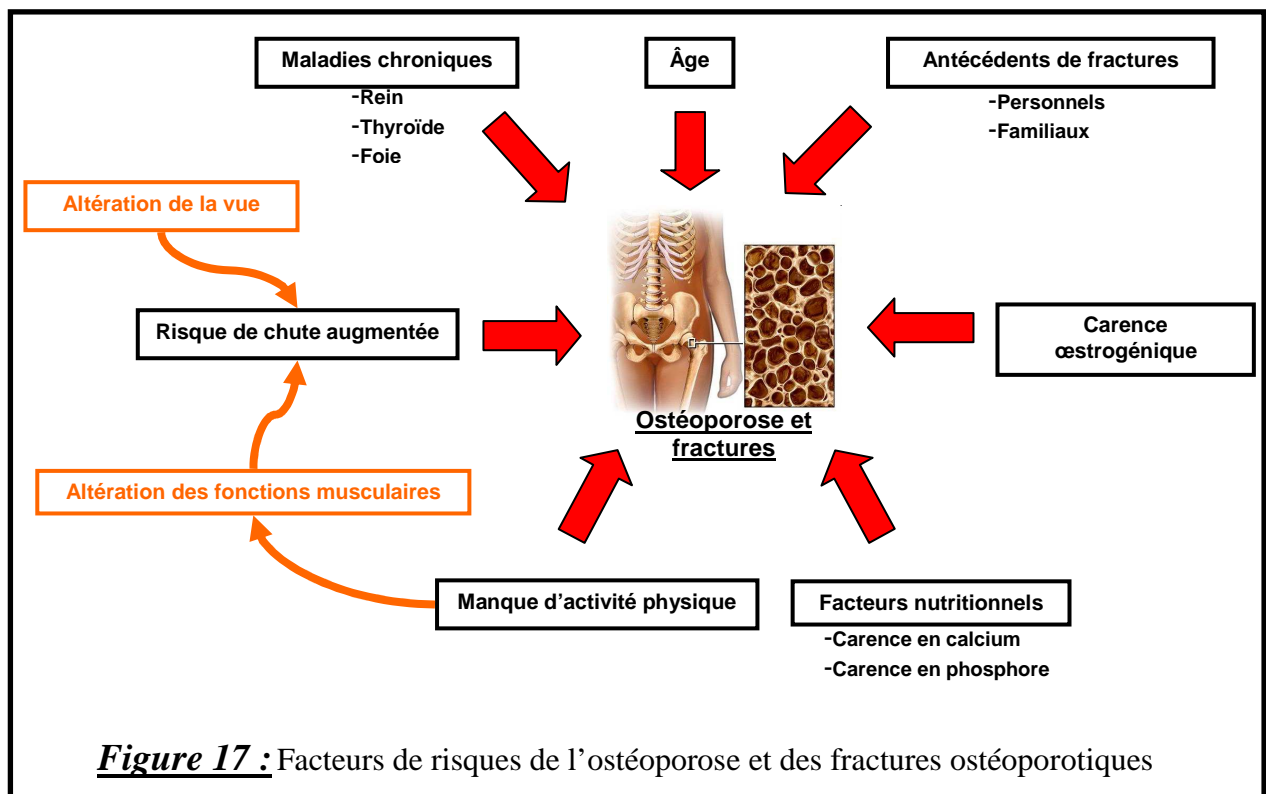 Maladies chroniques
-Rein
-Thyroïde
-Foie
Âge
Antécédents de fractures
-Personnels
-Familiaux
Altération de la vue
Risque de chute augmentée
Carence
œstrogénique
Ostéoporose et
fractures
Altération des fonctions musculaires
Manque d’activité physique
Facteurs nutritionnels
-Carence en calcium
-Carence en phosphore
Figure 17 : Facteurs de risques de l’ostéoporose et des fractures ostéoporotiques